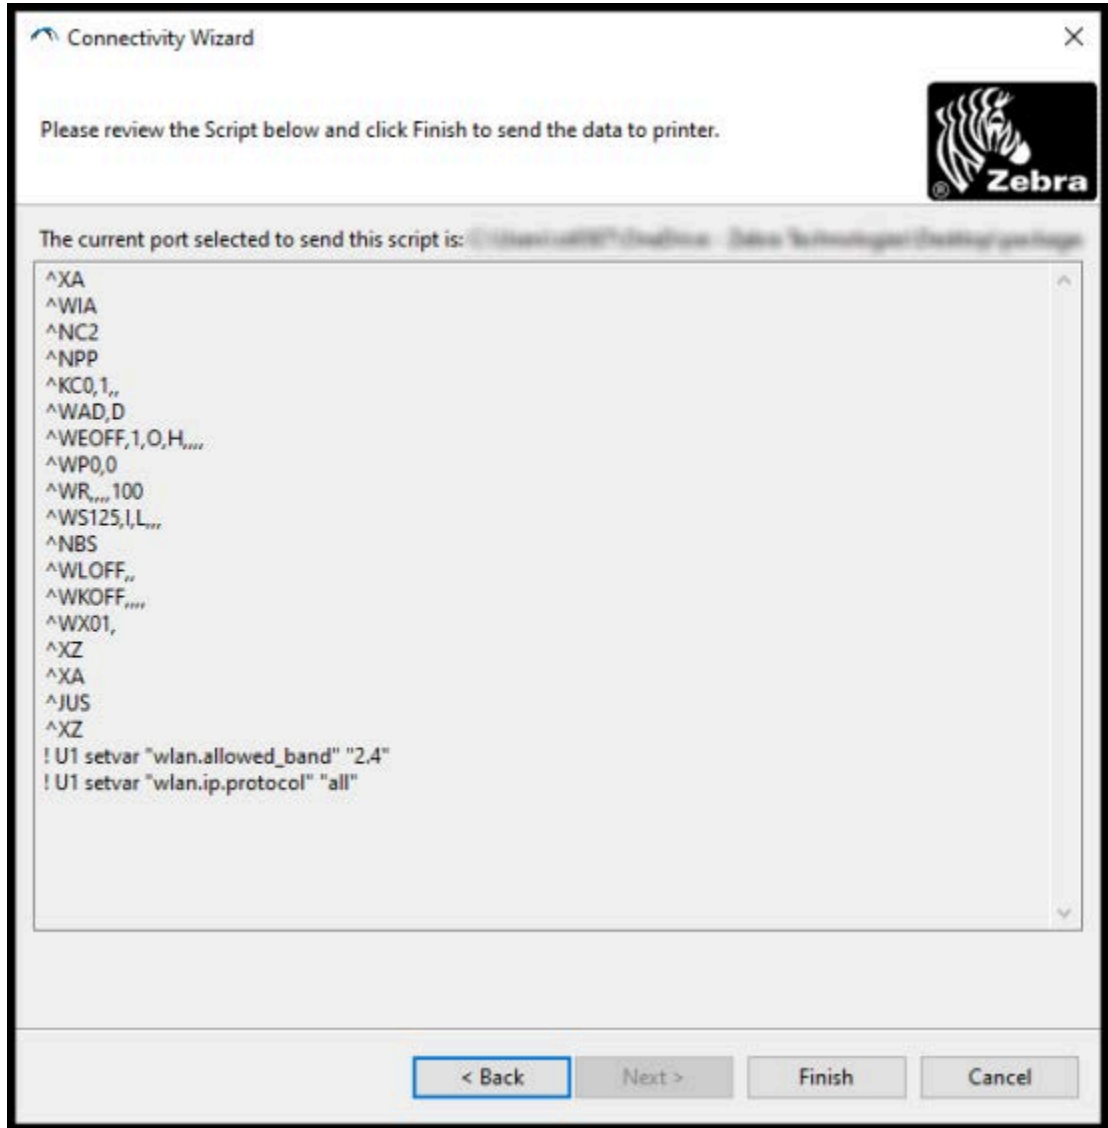 Connectivity Wizard
Please review the Script below and click Finish to send the data to printer.
® Zebra
The current port selected to send this script is:
^XA
^WIA
^NC2
^NPP
^KC0,1,,
^WAD,D
^WEOFF,1,O,H,,,,
^WP0,0
^WR,,,,100
^WS125,I,L,,,
^NBS
^WLOFF,,
^WKOFF,,,,
^WX01,
^XZ
^XA
^JUS
^XZ
! U1 setvar "wlan.allowed_band" "2.4"
! U1 setvar "wlan.ip.protocol" "all"
< Back Next > Finish Cancel